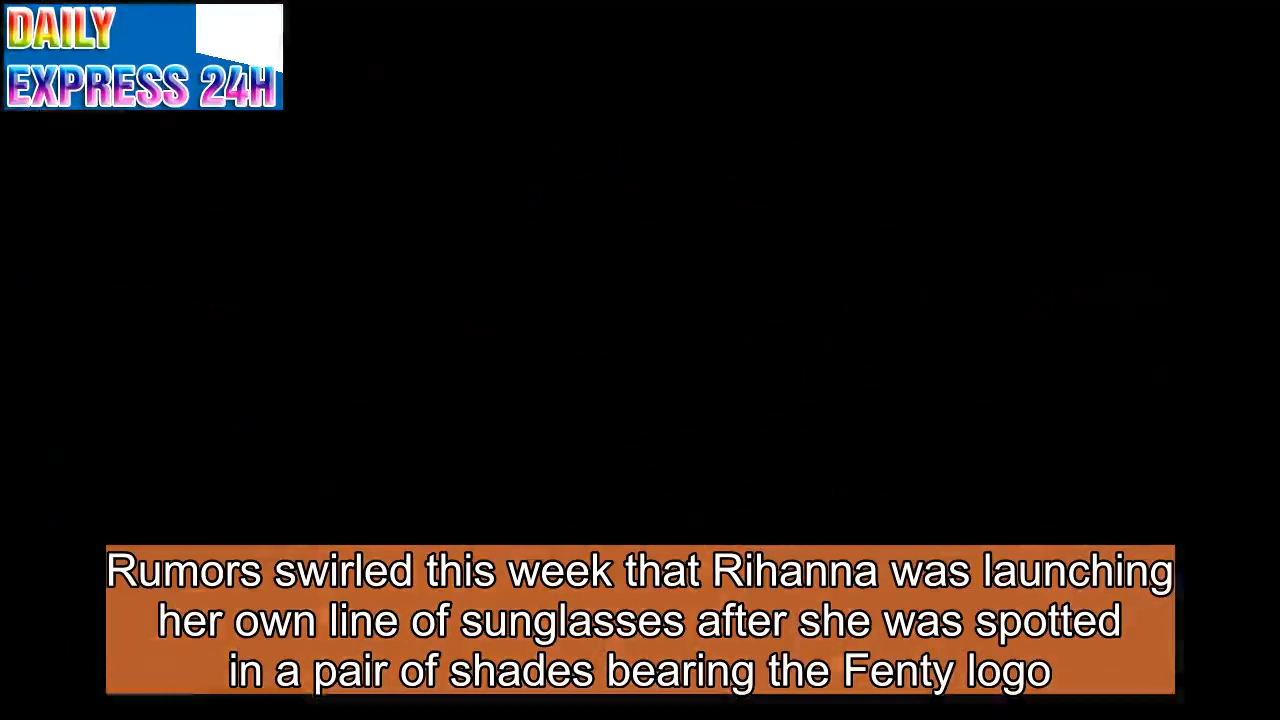 DAILY
EXPRESS 24H
Rumors swirled this week that Rihanna was launching
her own line of sunglasses after she was spotted
in a pair of shades bearing the Fenty logo